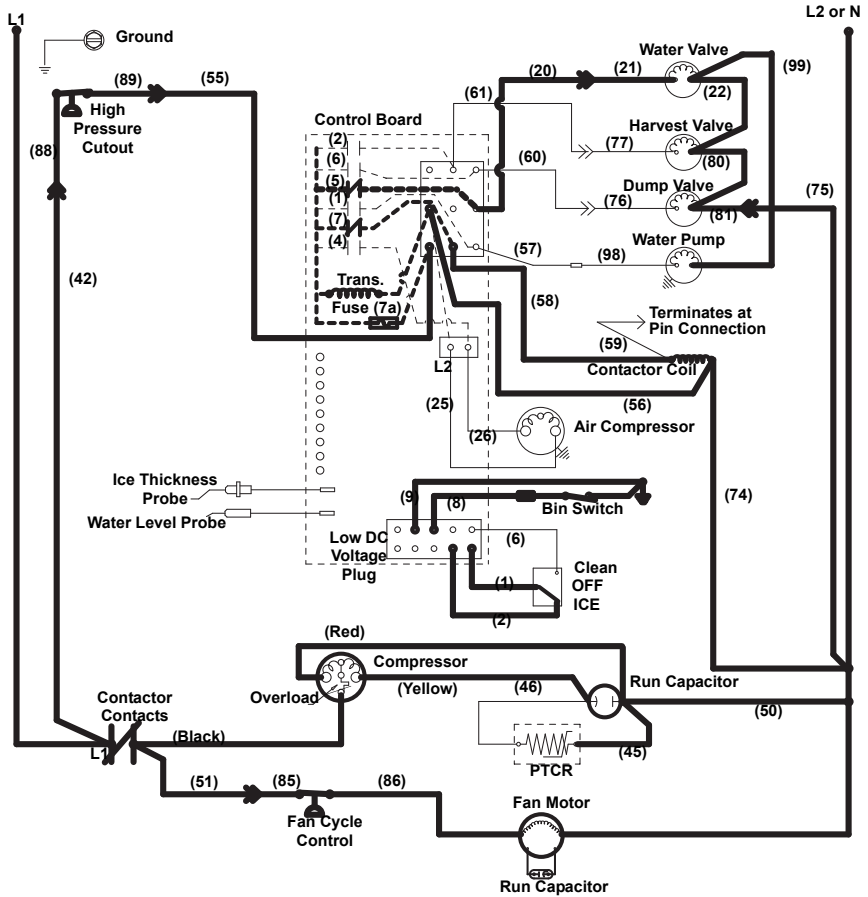 L1
L2 or N
Ground
Water Valve
(89)
(55)
(20)
(21)
(22)
(99)
(61)
High
Pressure
Cutout
Control Board
(2)
(6)
(5)
(1)
(7)
(4)
Harvest Valve
(77)
(80)
(88)
(60)
Dump Valve
(76)
(81)
(75)
Water Pump
(57)
(98)
(42)
Trans.
Fuse (7a)
(58)
Terminates at
Pin Connection
(59)
Contactor Coil
L2
(56)
(25)
(26)
Air Compressor
(74)
Ice Thickness
Probe
Water Level Probe
(9)
(8)
Bin Switch
Low DC
Voltage
Plug
(6)
(1)
(2)
Clean
OFF
ICE
(Red)
Compressor
Overload
(Yellow)
(46)
Run Capacitor
(50)
Contactor
Contacts
L1
(Black)
(45)
PTCR
(51)
(85)
(86)
Fan Cycle
Control
Fan Motor
Run Capacitor